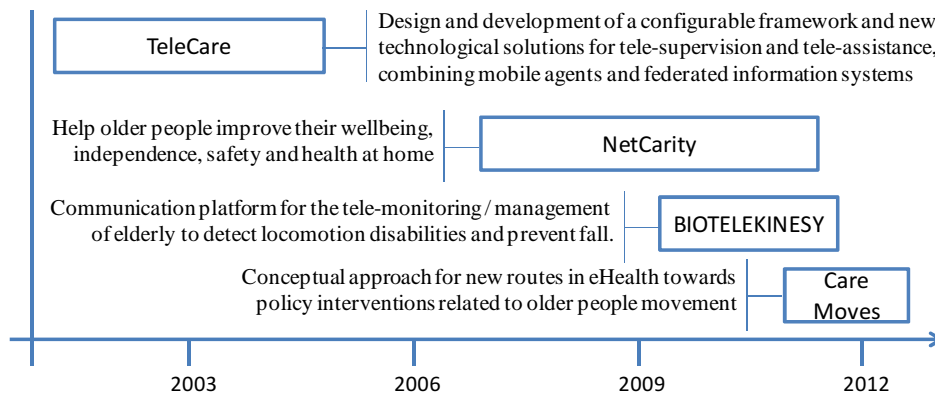 TeleCare
Design and development of a configurable framework and new
technological solutions for tele-supervision and tele-assistance,
combining mobile agents and federated information systems
Help older people improve their wellbeing,
independence, safety and health at home
NetCarity
Communication platform for the tele-monitoring / management
of elderly to detect locomotion disabilities and prevent fall.
BIOTELEKINESY
Conceptual approach for new routes in eHealth towards
policy interventions related to older people movement
Care
Moves
2003
2006
2009
2012